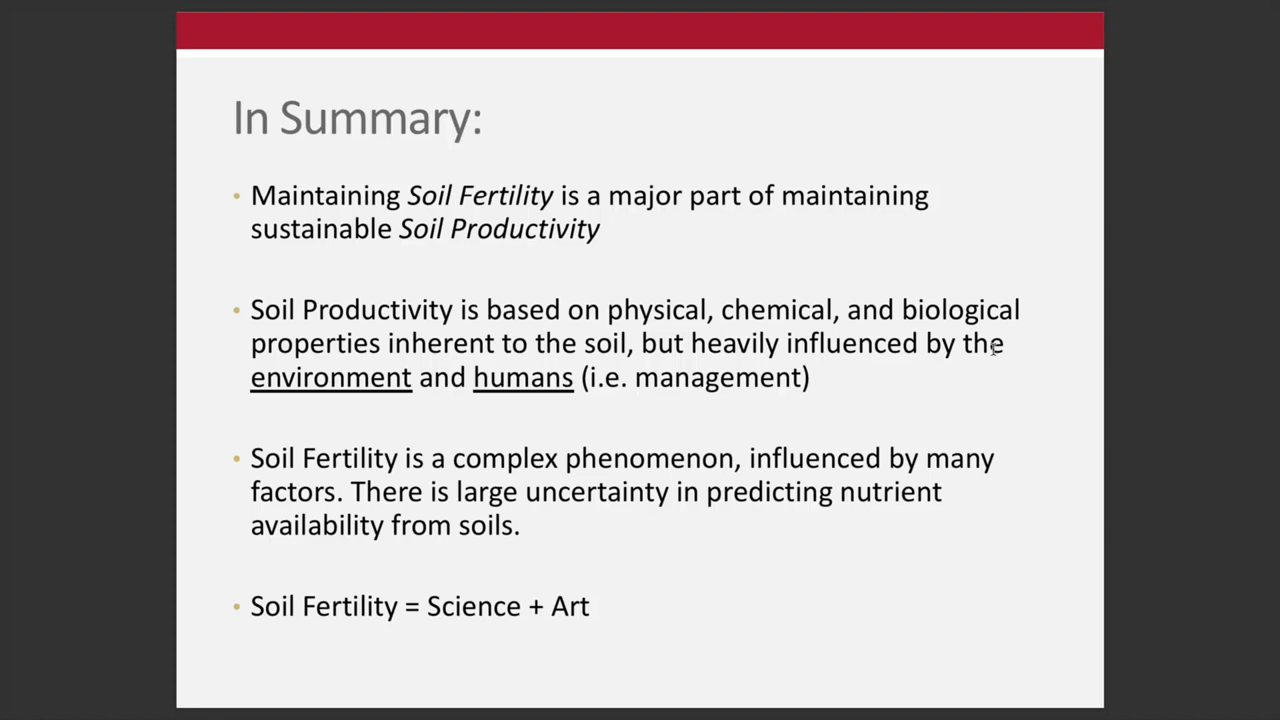 In Summary:
• Maintaining Soil Fertility is a major part of maintaining
sustainable Soil Productivity
• Soil Productivity is based on physical, chemical, and biological
properties inherent to the soil, but heavily influenced by the
environment and humans (i.e. management)
• Soil Fertility is a complex phenomenon, influenced by many
factors. There is large uncertainty in predicting nutrient
availability from soils.
• Soil Fertility = Science + Art